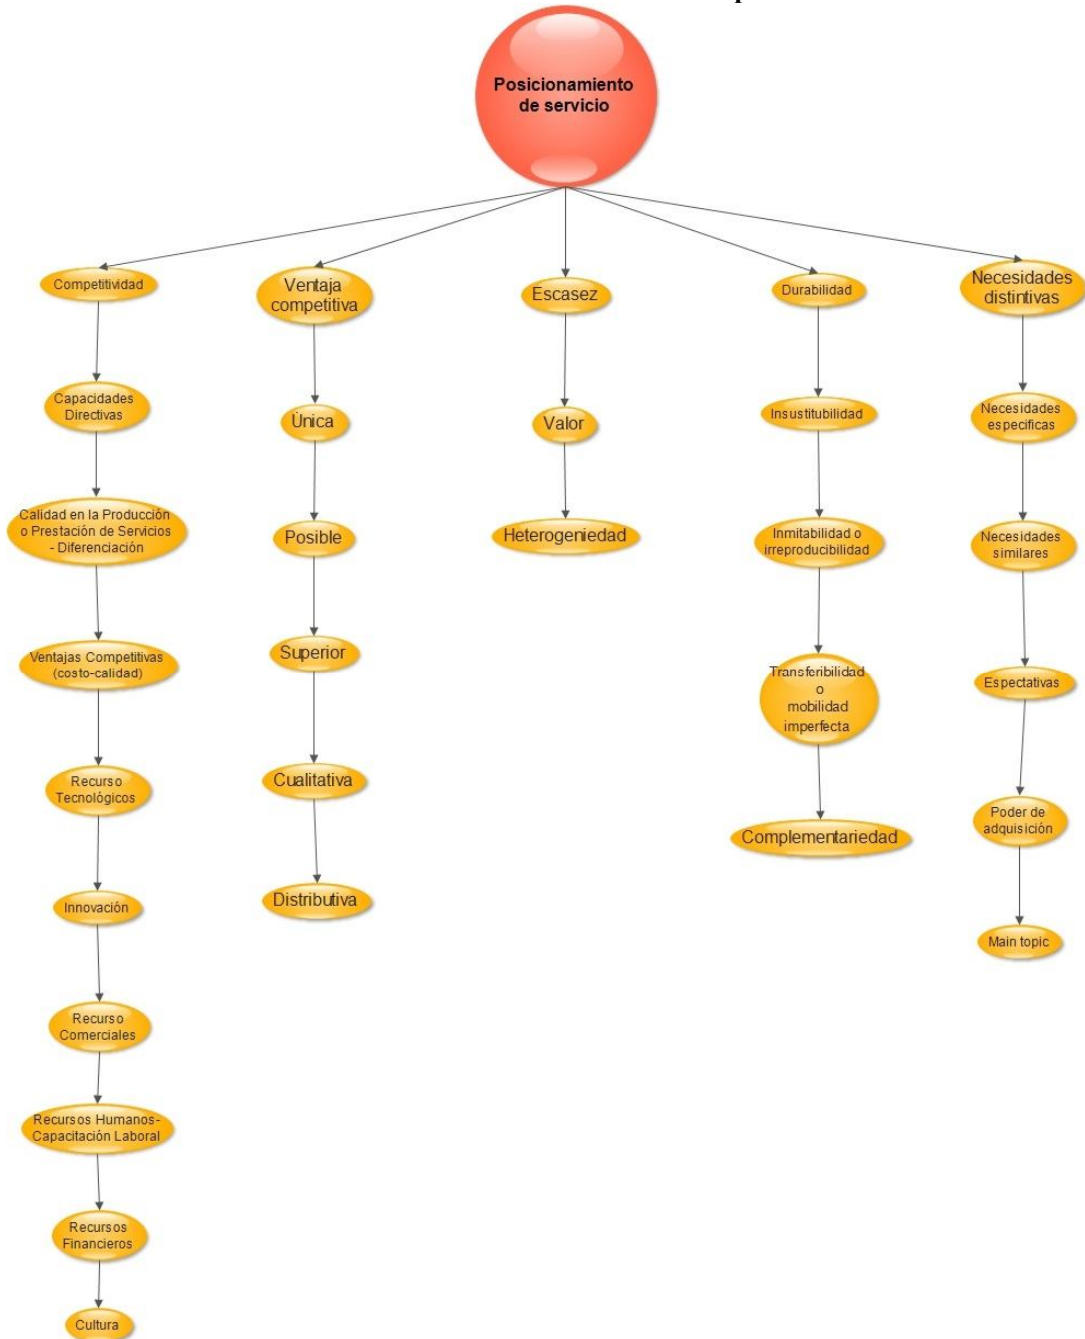 Posicionamiento
de servicio
Competitividad
Capacidades
Directivas
Calidad en la Producción
o Prestación de Servicios
- Diferenciación
Ventajas Competitivas
(costo-calidad)
Recurso
Tecnológicos
Innovación
Recurso
Comerciales
Recursos Humanos-
Capacitación Laboral
Recursos
Financieros
Cultura
Ventaja
competitiva
Única
Posible
Superior
Cualitativa
Distributiva
Escasez
Valor
Heterogeniedad
Durabilidad
Insustitubilidad
Inmitabilidad o
irreproducibilidad
Transferibilidad
o
mobilidad
imperfecta
Complementariedad
Necesidades
distintivas
Necesidades
especificas
Necesidades
similares
Espectativas
Poder de
adquisición
Main topic